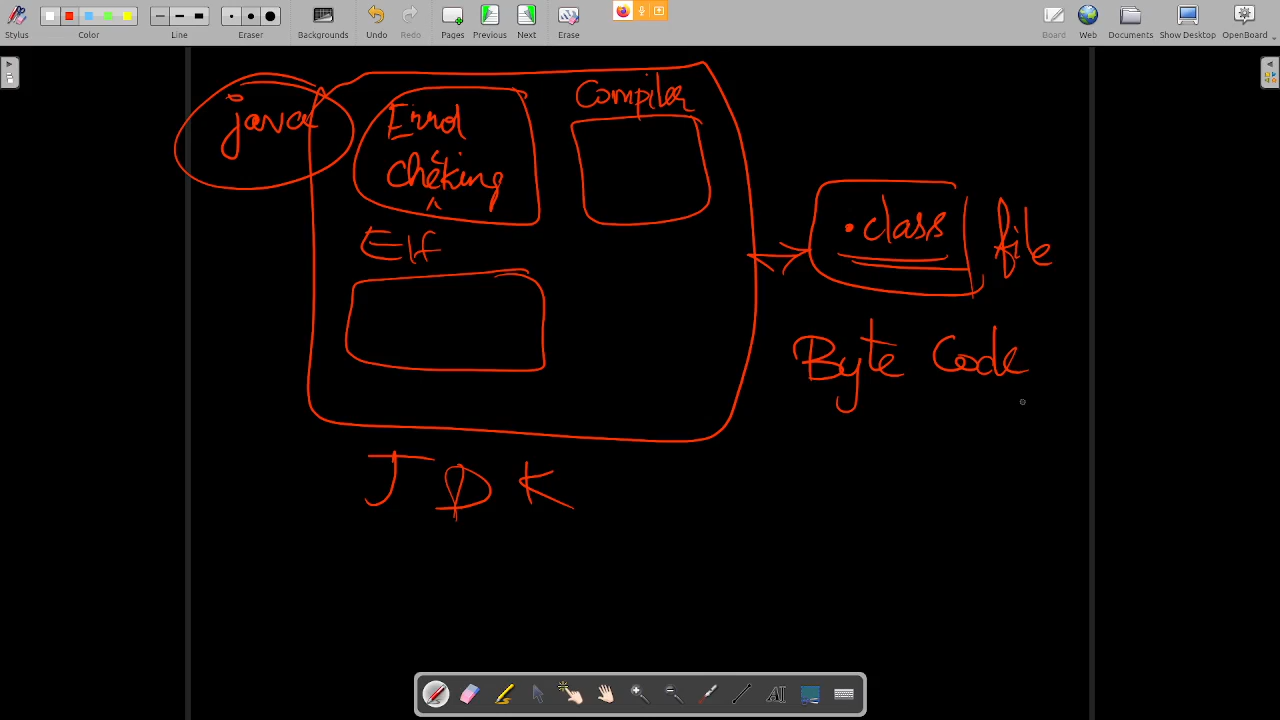 Stylus
Color
Line
Eraser
Backgrounds
Undo
Redo
Pages
Previous
Next
Erase
Board
Web
Documents
Show Desktop
OpenBoard
java
Compiler
Error
Cheking
c
^
Elf
.class
file
Byte Code
JDK